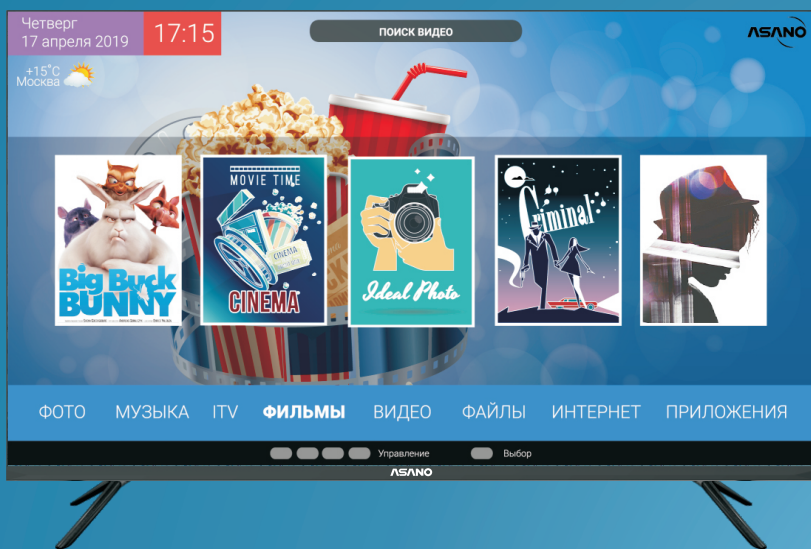 Четверг
17 апреля 2019
17:15
ПОИСК ВИДЕО
ASANO
+15°C
Москва
Big Buck
BUNNY
MOVIE TIME
CINEMA
CINEMA
Ideal Photo
Criminal
ФОТО МУЗЫКА ITV ФИЛЬМЫ ВИДЕО ФАЙЛЫ ИНТЕРНЕТ ПРИЛОЖЕНИЯ
Управление Выбор
ASANO